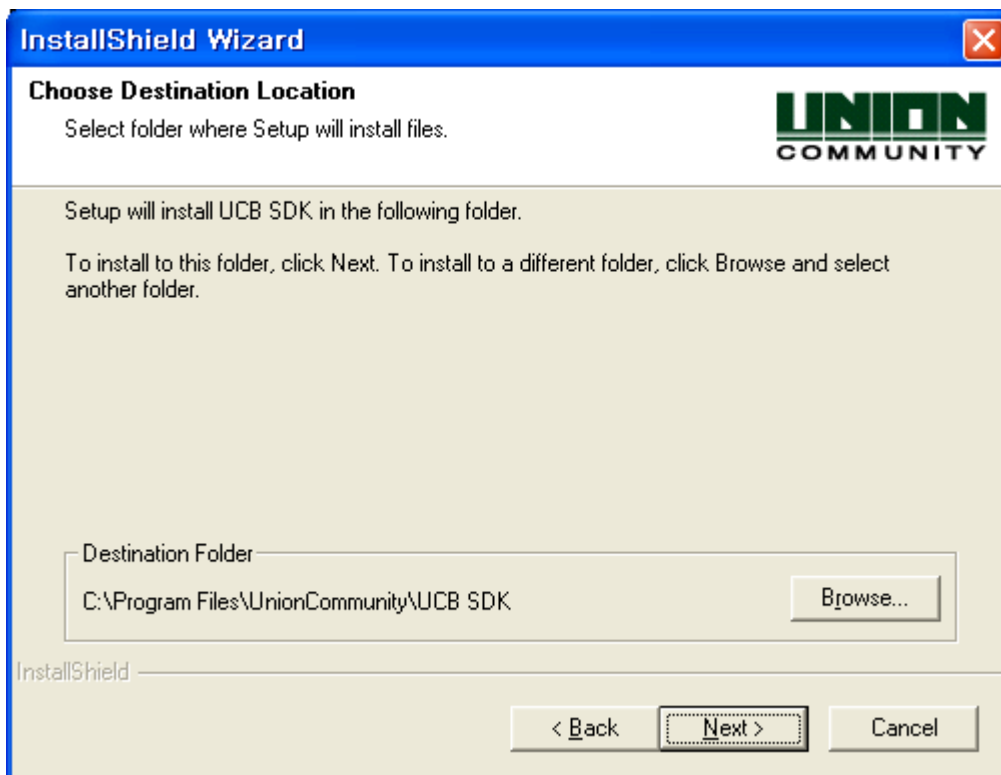 InstallShield Wizard
Choose Destination Location
Select folder where Setup will install files.
UNION
COMMUNITY
Setup will install UCB SDK in the following folder.
To install to this folder, click Next. To install to a different folder, click Browse and select
another folder.
Destination Folder
C:\Program Files\UnionCommunity\UCB SDK
Browse...
InstallShield
< Back
Next >
Cancel